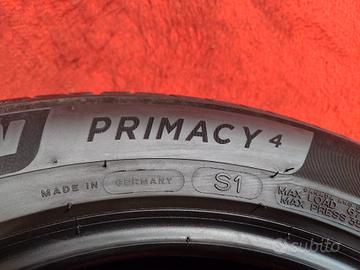 PRIMACY 4
MADE IN GERMANY S1
MAX LOAD
MAX PRESS
subito